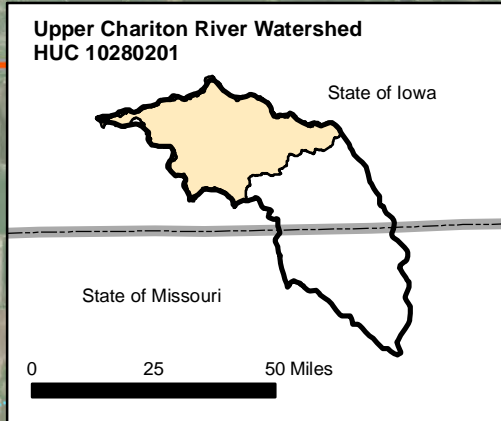 Upper Chariton River Watershed
HUC 10280201
State of Iowa
State of Missouri
0 25 50 Miles